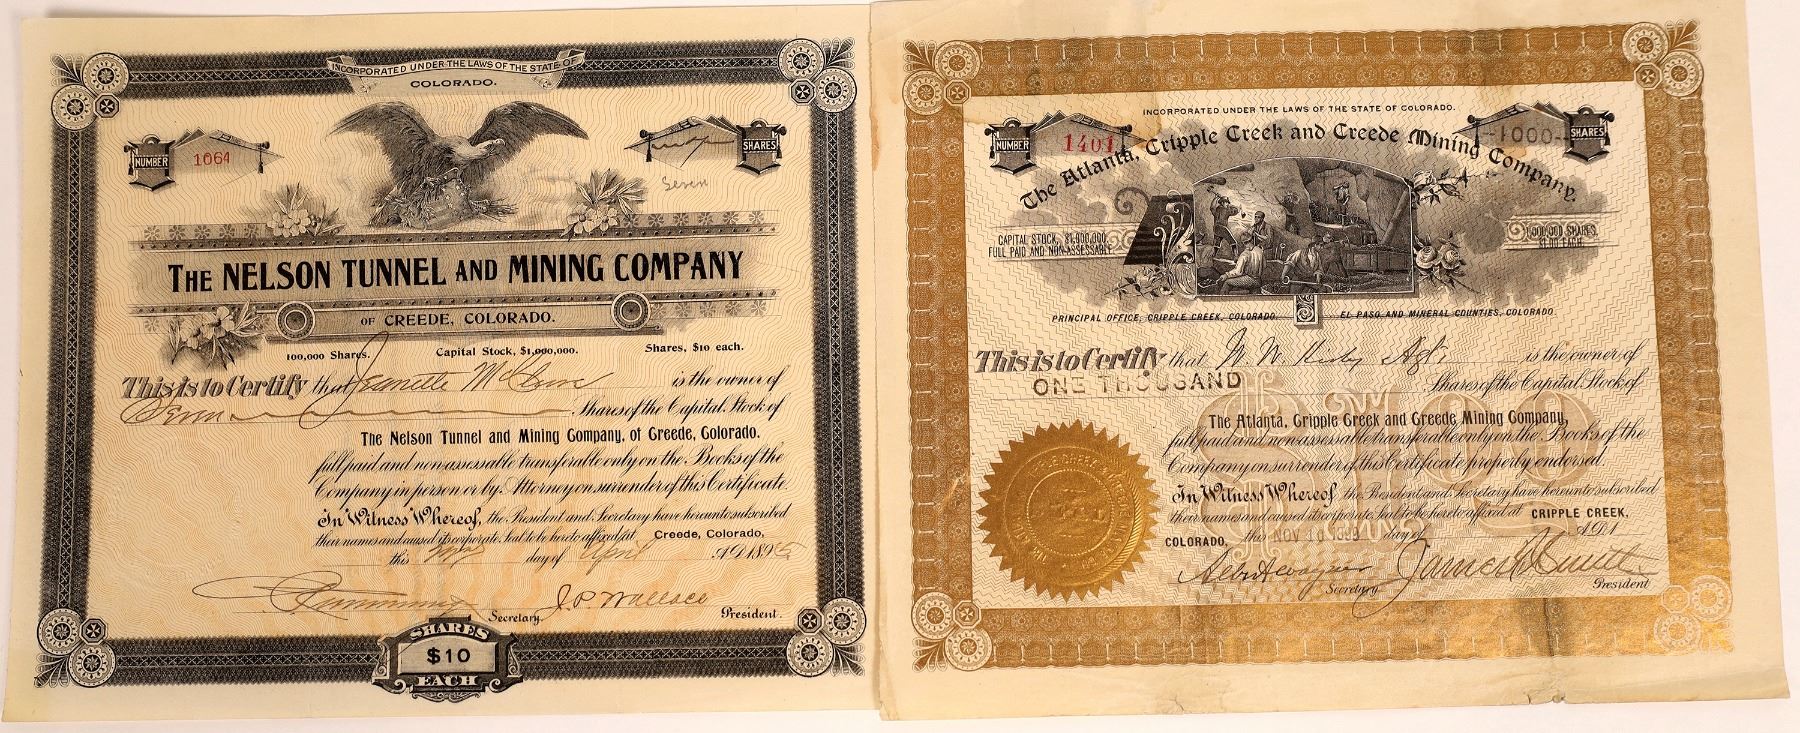 INCORPORATED UNDER THE LAWS OF THE STATE OF
COLORADO.
NUMBER 1064
SHARES
Seven
THE NELSON TUNNEL AND MINING COMPANY
OF CREEDE, COLORADO.
100,000 Shares. Capital Stock, $1,000,000. Shares, $10 each.
This is to Certify that Jeanette is the owner of
Seven Shares of the Capital Stock of
The Nelson Tunnel and Mining Company, of Creede, Colorado.
full paid and non-assessable transferable only on the Books of the
Company in person or by Attorney on surrender of this Certificate.
In Witness Whereof, the President and Secretary have hereunto subscribed
their names and caused its corporate Seal to be hereto affixed at Creede, Colorado,
this day of April A.D. 189
Secretary. J. P. Wallace President.
SHARES
$10
EACH
INCORPORATED UNDER THE LAWS OF THE STATE OF COLORADO.
NUMBER 1401
-1000- SHARES
The Atlanta, Cripple Creek and Creede Mining Company.
CAPITAL STOCK, $1,000,000,
FULL PAID AND NON-ASSESSABLE
1,000,000 SHARES
$1.00 EACH.
PRINCIPAL OFFICE, CRIPPLE CREEK, COLORADO. EL PASO AND MINERAL COUNTIES, COLORADO.
This is to Certify that W. W. Agt. is the owner of
ONE THOUSAND Shares of the Capital Stock of
The Atlanta, Cripple Creek and Creede Mining Company,
full paid and non-assessable transferable only on the Books of the
Company on surrender of this Certificate properly endorsed.
In Witness Whereof, the President and Secretary have hereunto subscribed
their names and caused its corporate Seal to be hereto affixed at CRIPPLE CREEK,
COLORADO, this NOV 10 1899 day of A.D. 1
Secretary James President